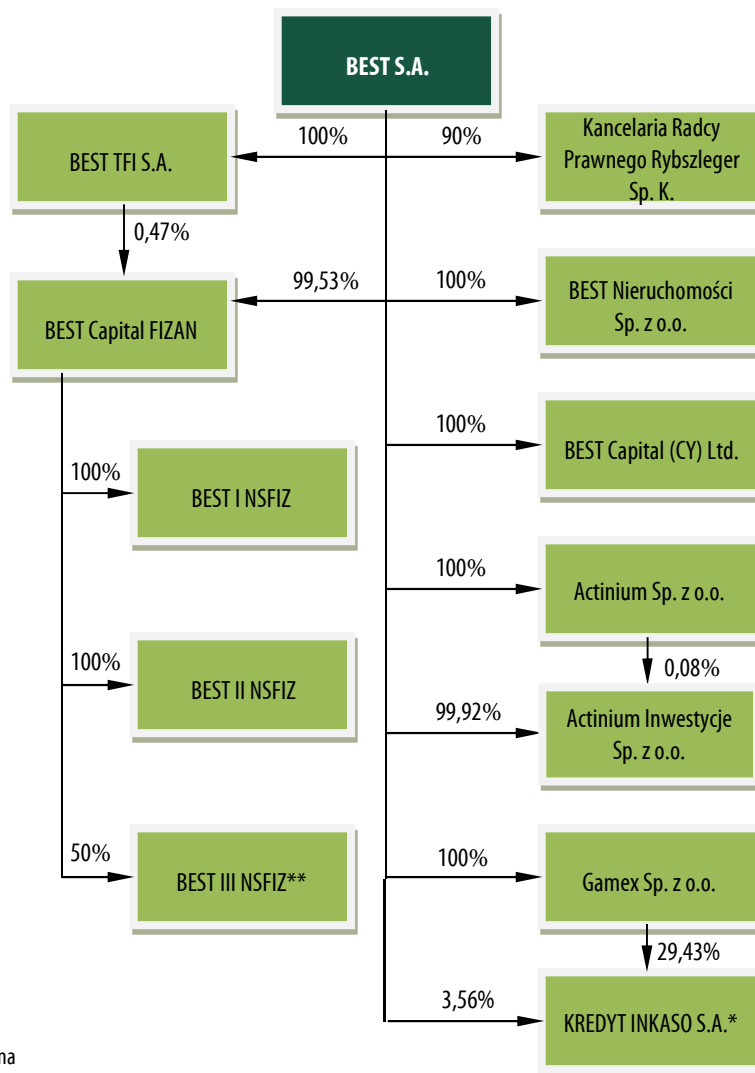 BEST S.A.
BEST TFI S.A.
100%
90%
Kancelaria Radcy
Prawnego Rybszleger
Sp. K.
0,47%
BEST Capital FIZAN
99,53%
100%
BEST Nieruchomości
Sp. z o.o.
100%
BEST Capital (CY) Ltd.
100%
BEST I NSFIZ
100%
Actinium Sp. z o.o.
0,08%
100%
BEST II NSFIZ
99,92%
Actinium Inwestycje
Sp. z o.o.
50%
BEST III NSFIZ**
100%
Gamex Sp. z o.o.
29,43%
3,56%
KREDYT INKASO S.A.*